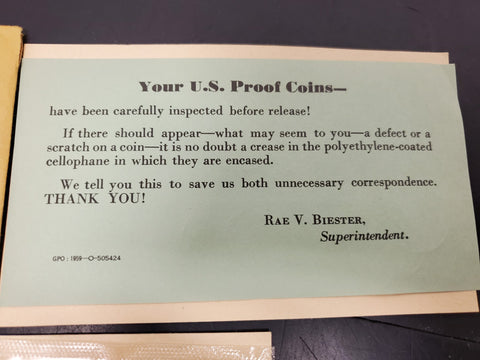 Your U.S. Proof Coins—
have been carefully inspected before release!
If there should appear—what may seem to you—a defect or a
scratch on a coin—it is no doubt a crease in the polyethylene-coated
cellophane in which they are encased.
We tell you this to save us both unnecessary correspondence.
THANK YOU!
RAE V. BIESTER,
Superintendent.
GPO : 1959—O-505424